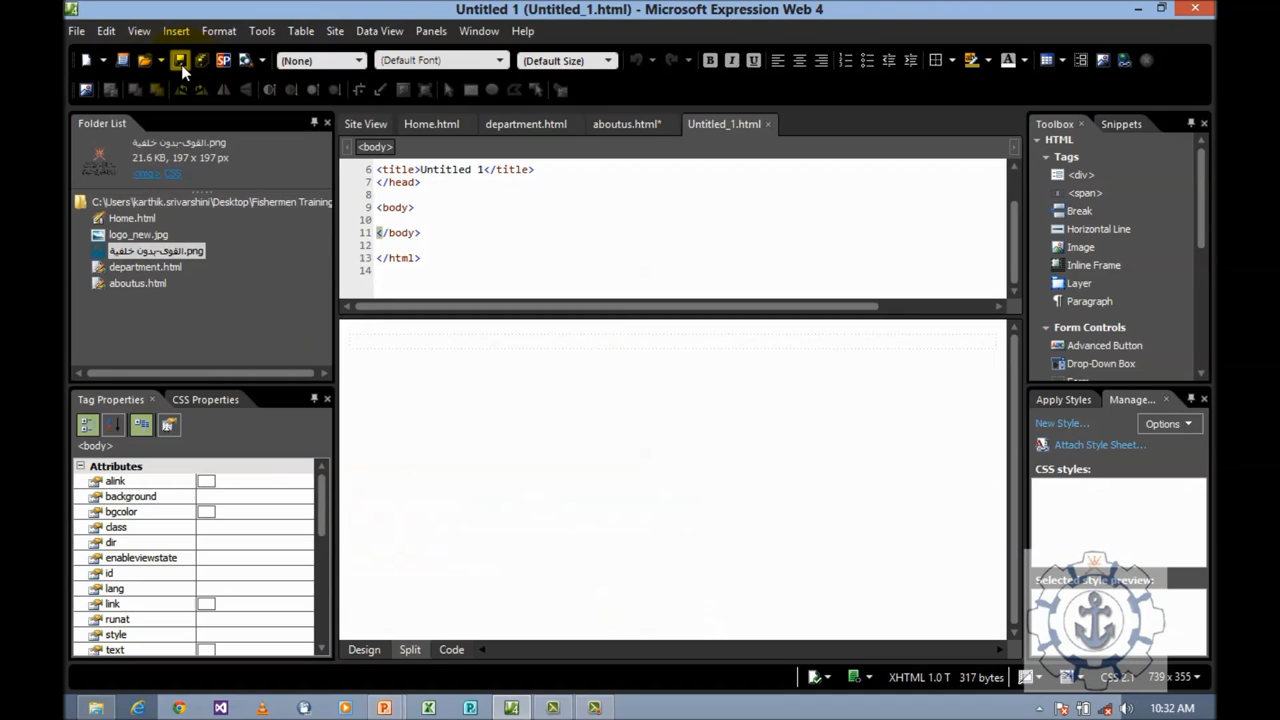 Untitled 1 (Untitled_1.html) - Microsoft Expression Web 4
File Edit View Insert Format Tools Table Site Data View Panels Window Help
(None) (Default Font) (Default Size) B I U A
Folder List
القوى-بدون خلفية.png
21.6 KB, 197 x 197 px
<img> CSS
C:\Users\karthik.srivarshini\Desktop\Fishermen Training
Home.html
logo_new.jpg
القوى-بدون خلفية.png
department.html
aboutus.html
Site View Home.html department.html aboutus.html* Untitled_1.html
<body>
6 <title>Untitled 1</title>
7 </head>
8
9 <body>
10
11 </body>
12
13 </html>
14
Toolbox Snippets
HTML
Tags
<div>
<span>
Break
Horizontal Line
Image
Inline Frame
Layer
Paragraph
Form Controls
Advanced Button
Drop-Down Box
Tag Properties CSS Properties
<body>
Attributes
alink
background
bgcolor
class
dir
enableviewstate
id
lang
link
runat
style
text
Apply Styles Manage...
New Style... Options
Attach Style Sheet...
CSS styles:
Selected style preview:
Design Split Code
XHTML 1.0 T 317 bytes CSS 2.1 739 x 355
10:32 AM